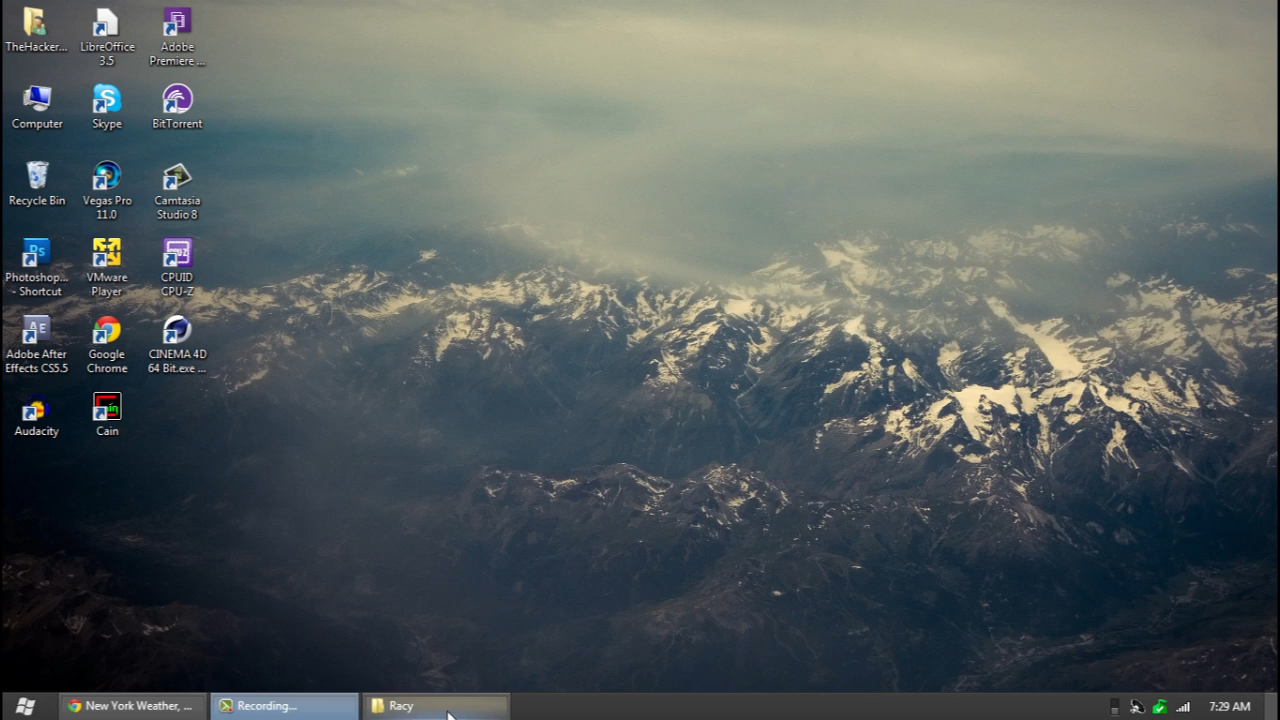 TheHacker...
LibreOffice
3.5
Adobe
Premiere ...
Computer
Skype
BitTorrent
Recycle Bin
Vegas Pro
11.0
Camtasia
Studio 8
Photoshop...
- Shortcut
VMware
Player
CPUID
CPU-Z
Adobe After
Effects CS5.5
Google
Chrome
CINEMA 4D
64 Bit.exe ...
Audacity
Cain
New York Weather, ...
Recording...
Racy
7:29 AM